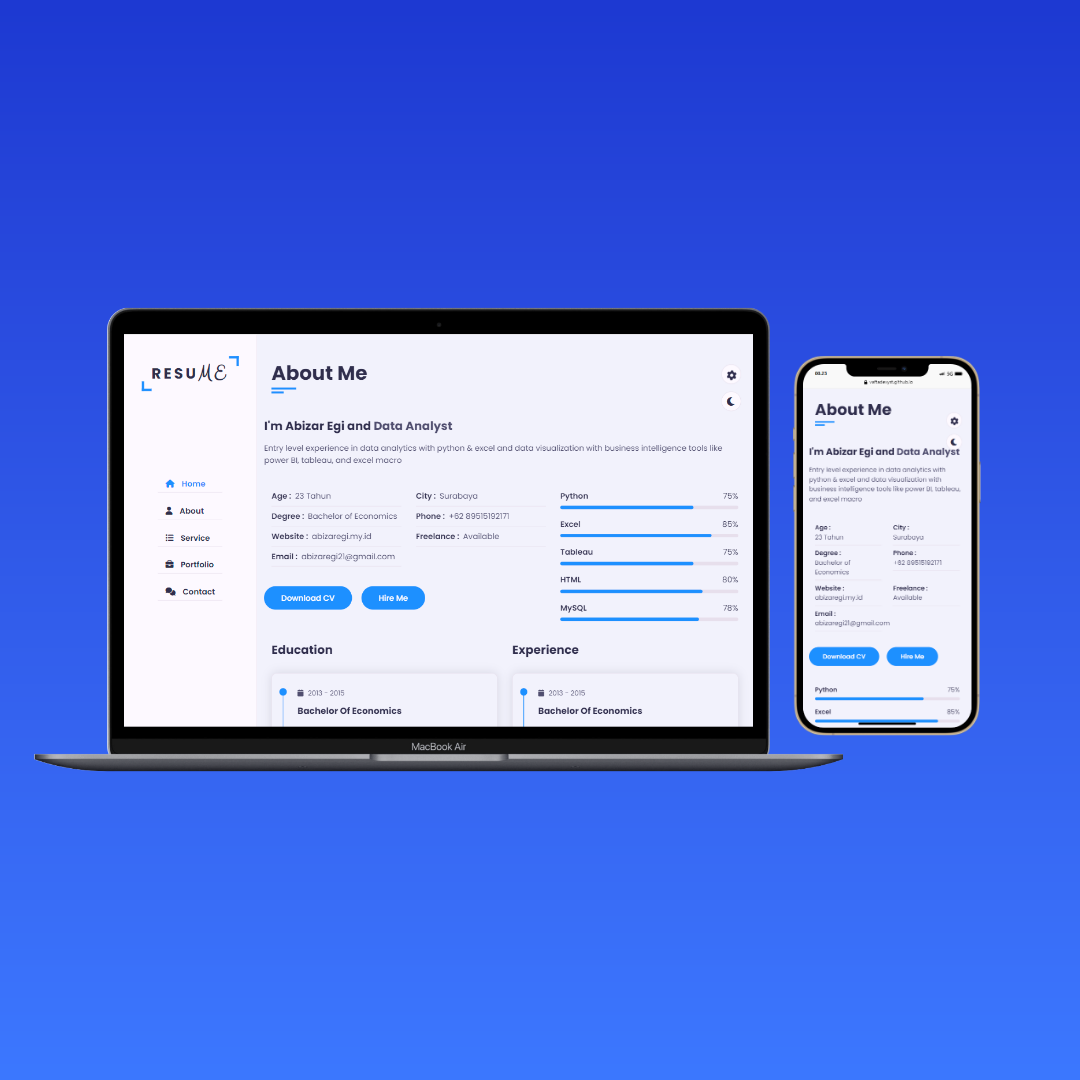 RESUME
Home
About
Service
Portfolio
Contact
About Me
I'm Abizar Egi and Data Analyst
Entry level experience in data analytics with python & excel and data visualization with business intelligence tools like
power BI, tableau, and excel macro
Age : 23 Tahun
City : Surabaya
Degree : Bachelor of Economics
Phone : +62 89515192171
Website : abizaregi.my.id
Freelance : Available
Email : abizaregi21@gmail.com
Download CV
Hire Me
Python 75%
Excel 85%
Tableau 75%
HTML 80%
MySQL 78%
Education
2013 - 2015
Bachelor Of Economics
Experience
2013 - 2015
Bachelor Of Economics
MacBook Air
08.23
3G
About Me
I'm Abizar Egi and Data Analyst
Entry level experience in data analytics with
python & excel and data visualization with
business intelligence tools like power BI, tableau,
and excel macro
Age :
23 Tahun
City :
Surabaya
Degree :
Bachelor of
Economics
Phone :
+62 89515192171
Website :
abizaregi.my.id
Freelance :
Available
Email :
abizaregi21@gmail.com
Download CV
Hire Me
Python 75%
Excel 85%